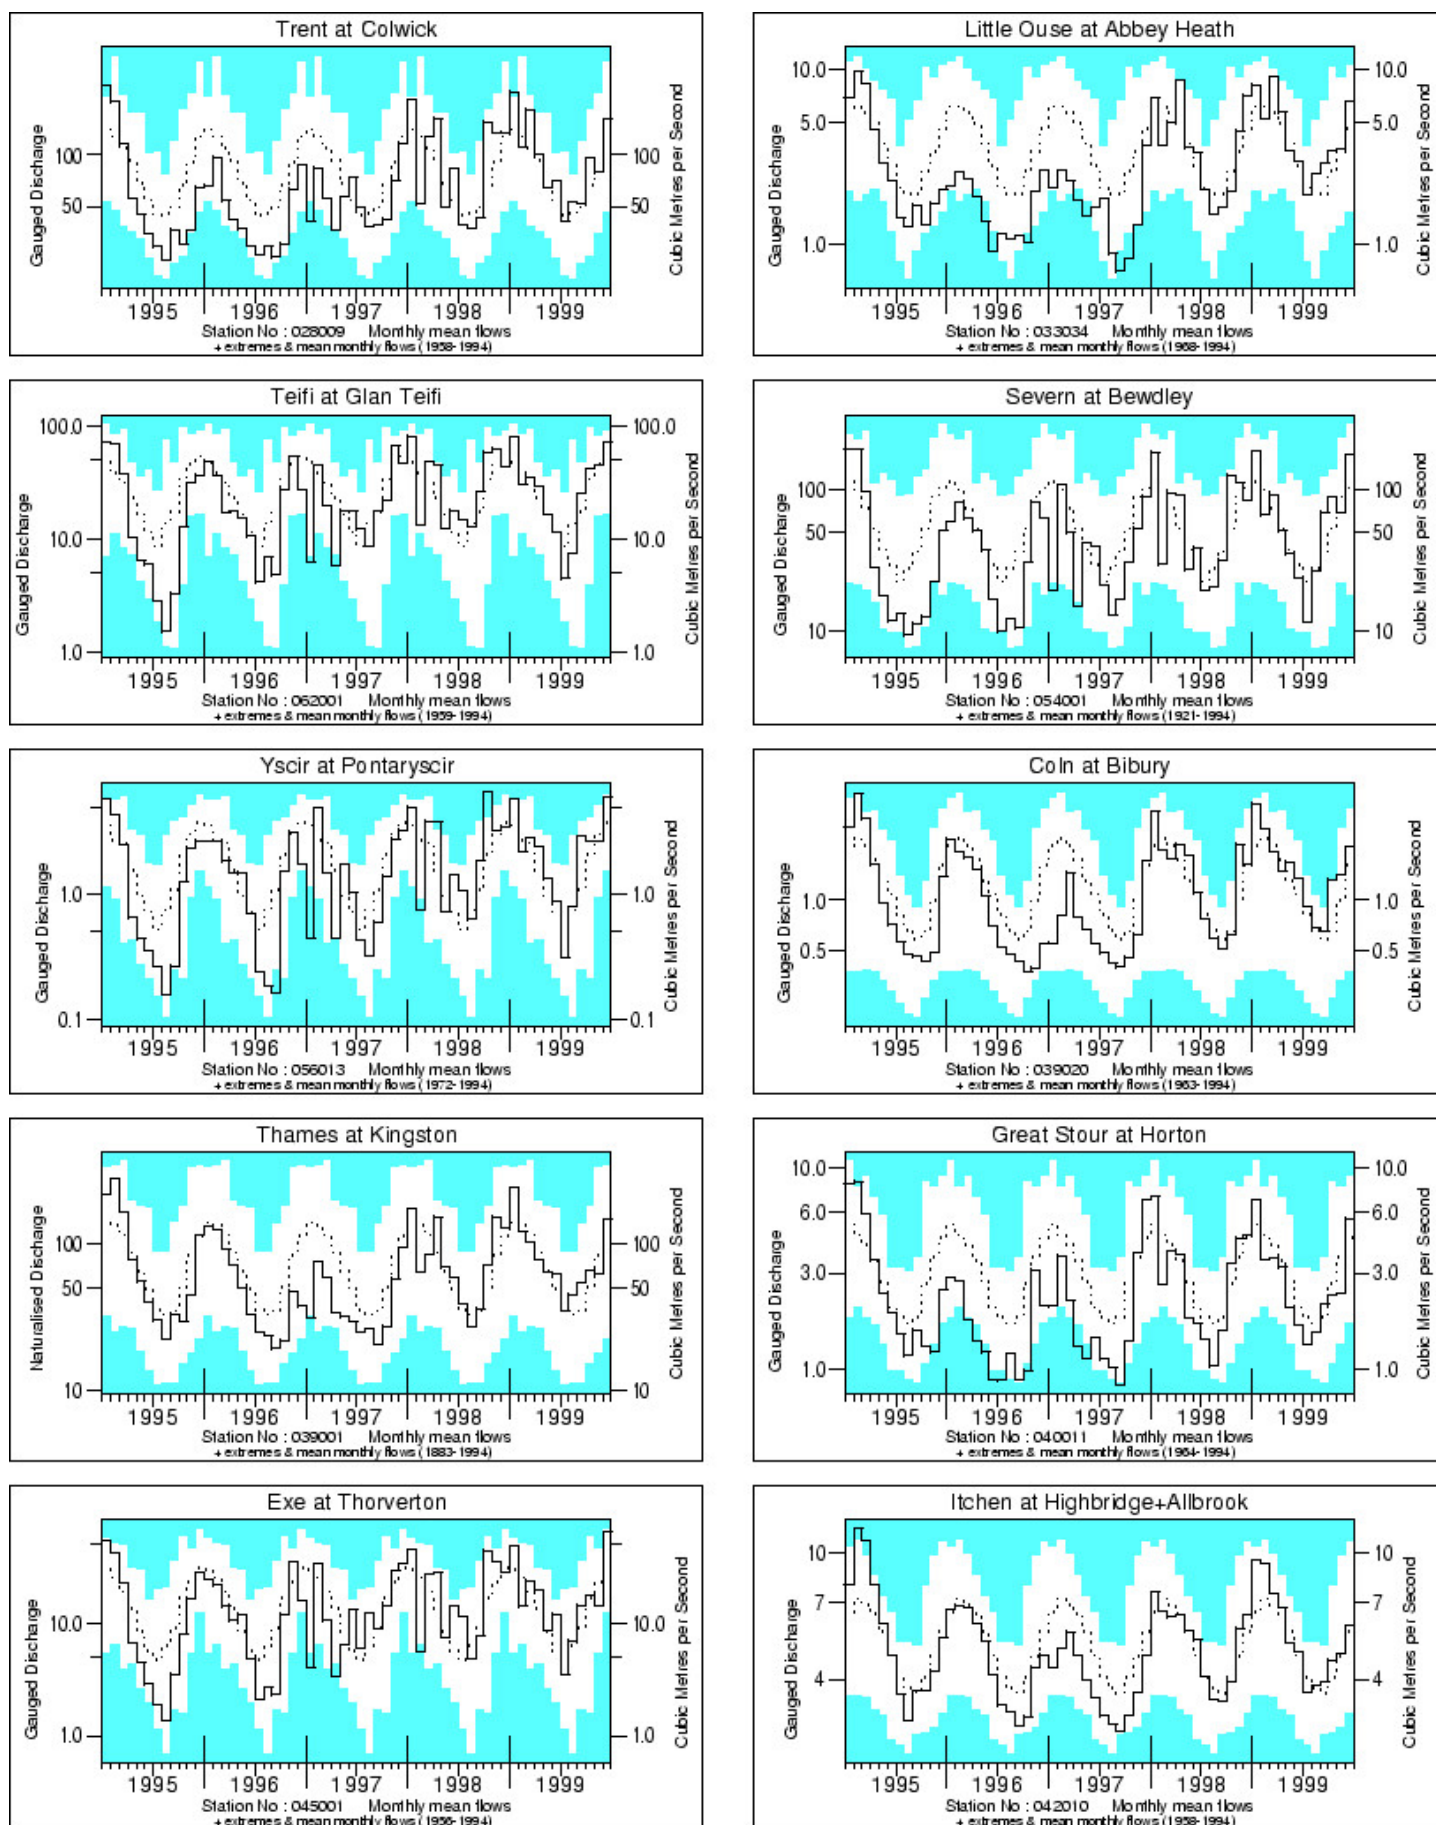 Trent at Colwick
Gauged Discharge
100
50
100
50
Cubic Metres per Second
1995 1996 1997 1998 1999
Station No : 028009 Monthly mean flows
+ extremes & mean monthly flows (1958-1994)
Little Ouse at Abbey Heath
Gauged Discharge
10.0
5.0
1.0
10.0
5.0
1.0
Cubic Metres per Second
1995 1996 1997 1998 1999
Station No : 033034 Monthly mean flows
+ extremes & mean monthly flows (1968-1994)
Teifi at Glan Teifi
Gauged Discharge
100.0
10.0
1.0
100.0
10.0
1.0
Cubic Metres per Second
1995 1996 1997 1998 1999
Station No : 062001 Monthly mean flows
+ extremes & mean monthly flows (1959-1994)
Severn at Bewdley
Gauged Discharge
100
50
10
100
50
10
Cubic Metres per Second
1995 1996 1997 1998 1999
Station No : 054001 Monthly mean flows
+ extremes & mean monthly flows (1921-1994)
Yscir at Pontaryscir
Gauged Discharge
1.0
0.1
1.0
0.1
Cubic Metres per Second
1995 1996 1997 1998 1999
Station No : 056013 Monthly mean flows
+ extremes & mean monthly flows (1972-1994)
Coln at Bibury
Gauged Discharge
1.0
0.5
1.0
0.5
Cubic Metres per Second
1995 1996 1997 1998 1999
Station No : 039020 Monthly mean flows
+ extremes & mean monthly flows (1963-1994)
Thames at Kingston
Naturalised Discharge
100
50
10
100
50
10
Cubic Metres per Second
1995 1996 1997 1998 1999
Station No : 039001 Monthly mean flows
+ extremes & mean monthly flows (1883-1994)
Great Stour at Horton
Gauged Discharge
10.0
6.0
3.0
1.0
10.0
6.0
3.0
1.0
Cubic Metres per Second
1995 1996 1997 1998 1999
Station No : 040011 Monthly mean flows
+ extremes & mean monthly flows (1964-1994)
Exe at Thorverton
Gauged Discharge
10.0
1.0
10.0
1.0
Cubic Metres per Second
1995 1996 1997 1998 1999
Station No : 045001 Monthly mean flows
+ extremes & mean monthly flows (1956-1994)
Itchen at Highbridge+Allbrook
Gauged Discharge
10
7
4
10
7
4
Cubic Metres per Second
1995 1996 1997 1998 1999
Station No : 042010 Monthly mean flows
+ extremes & mean monthly flows (1958-1994)